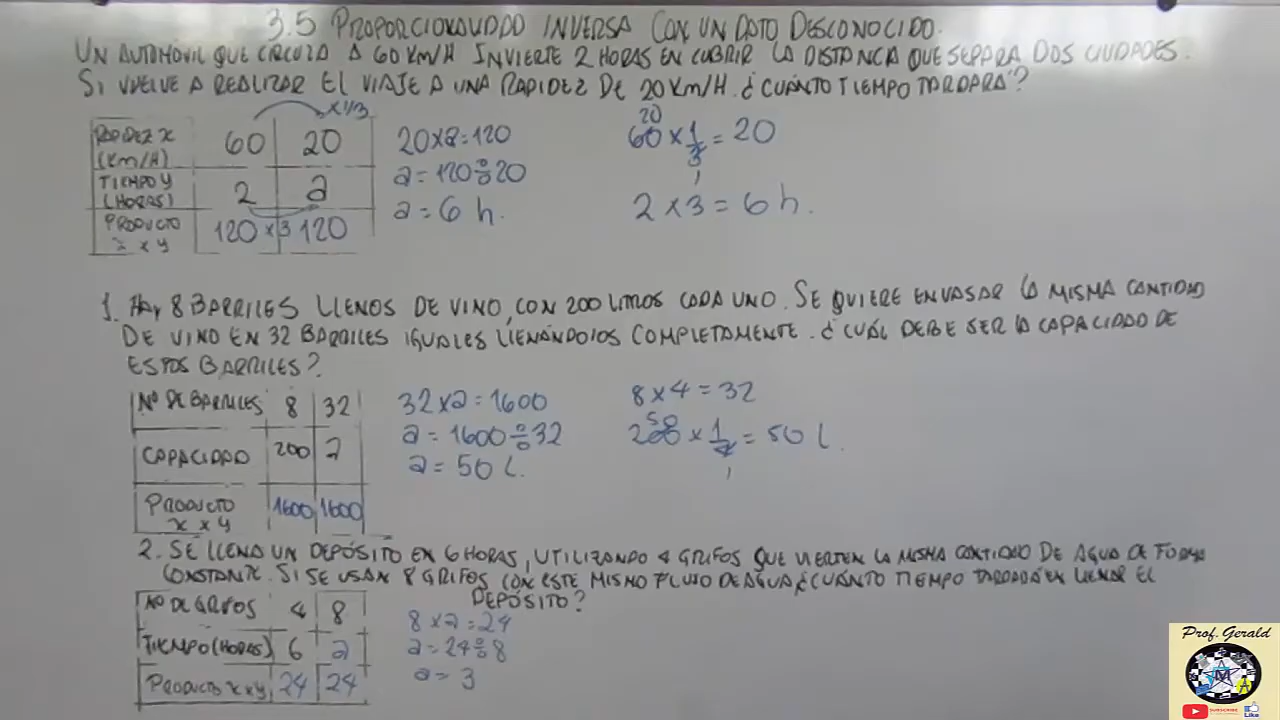 3.5 PROPORCIONALIDAD INVERSA CON UN DATO DESCONOCIDO.
UN AUTOMÓVIL QUE CIRCULA A 60 KM/H INVIERTE 2 HORAS EN CUBRIR LA DISTANCA QUE SEPARA DOS CIUDADES.
SI VUELVE A REALIZAR EL VIAJE A UNA RAPIDEZ DE 20 KM/H. ¿CUÁNTO TIEMPO TARDARÁ?
x 1/3
RAPIDEZ x (KM/H) 60 20
TIEMPO y (HORAS) 2 a
x 3
PRODUCTO x x y 120 120
20 x a = 120
a = 120 ÷ 20
a = 6 h.
20
60 x 1/3 = 20
1
2 x 3 = 6 h.
1. HAY 8 BARRILES LLENOS DE VINO, CON 200 LITROS CADA UNO. SE QUIERE ENVASAR LA MISMA CANTIDAD
DE VINO EN 32 BARRILES IGUALES LLENÁNDOLOS COMPLETAMENTE. ¿CUÁL DEBE SER LA CAPACIDAD DE
ESTOS BARRILES?
Nº DE BARRILES 8 32
CAPACIDAD 200 a
PRODUCTO x x y 1600 1600
32 x a = 1600
a = 1600 ÷ 32
a = 50 L.
8 x 4 = 32
50
200 x 1/4 = 50 L.
1
2. SE LLENA UN DEPÓSITO EN 6 HORAS, UTILIZANDO 4 GRIFOS QUE VIERTEN LA MISMA CANTIDAD DE AGUA DE FORMA
CONSTANTE. SI SE USAN 8 GRIFOS CON ESTE MISMO FLUJO DE AGUA ¿CUÁNTO TIEMPO TARDARÁ EN LLENAR EL
DEPÓSITO?
Nº DE GRIFOS 4 8
TIEMPO (HORAS) 6 a
PRODUCTO x x y 24 24
8 x a = 24
a = 24 ÷ 8
a = 3
Prof. Gerald
M
A
SUBSCRIBE
Like